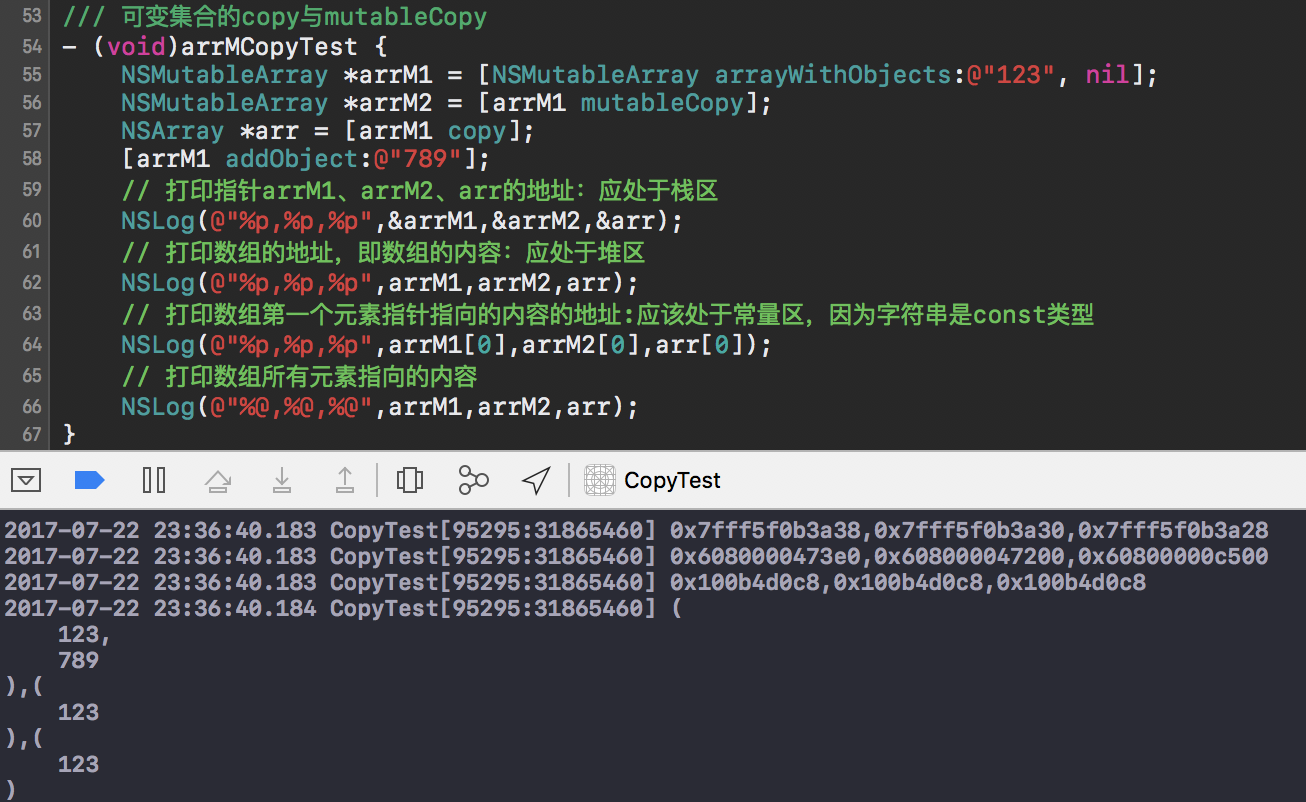 53 /// 可变集合的copy与mutableCopy
54 - (void)arrMCopyTest {
55 NSMutableArray *arrM1 = [NSMutableArray arrayWithObjects:@"123", nil];
56 NSMutableArray *arrM2 = [arrM1 mutableCopy];
57 NSArray *arr = [arrM1 copy];
58 [arrM1 addObject:@"789"];
59 // 打印指针arrM1、arrM2、arr的地址：应处于栈区
60 NSLog(@"%p,%p,%p",&arrM1,&arrM2,&arr);
61 // 打印数组的地址，即数组的内容：应处于堆区
62 NSLog(@"%p,%p,%p",arrM1,arrM2,arr);
63 // 打印数组第一个元素指针指向的内容的地址:应该处于常量区，因为字符串是const类型
64 NSLog(@"%p,%p,%p",arrM1[0],arrM2[0],arr[0]);
65 // 打印数组所有元素指向的内容
66 NSLog(@"%@,%@,%@",arrM1,arrM2,arr);
67 }
CopyTest
2017-07-22 23:36:40.183 CopyTest[95295:31865460] 0x7fff5f0b3a38,0x7fff5f0b3a30,0x7fff5f0b3a28
2017-07-22 23:36:40.183 CopyTest[95295:31865460] 0x6080000473e0,0x608000047200,0x60800000c500
2017-07-22 23:36:40.183 CopyTest[95295:31865460] 0x100b4d0c8,0x100b4d0c8,0x100b4d0c8
2017-07-22 23:36:40.184 CopyTest[95295:31865460] (
123,
789
),(
123
),(
123
)